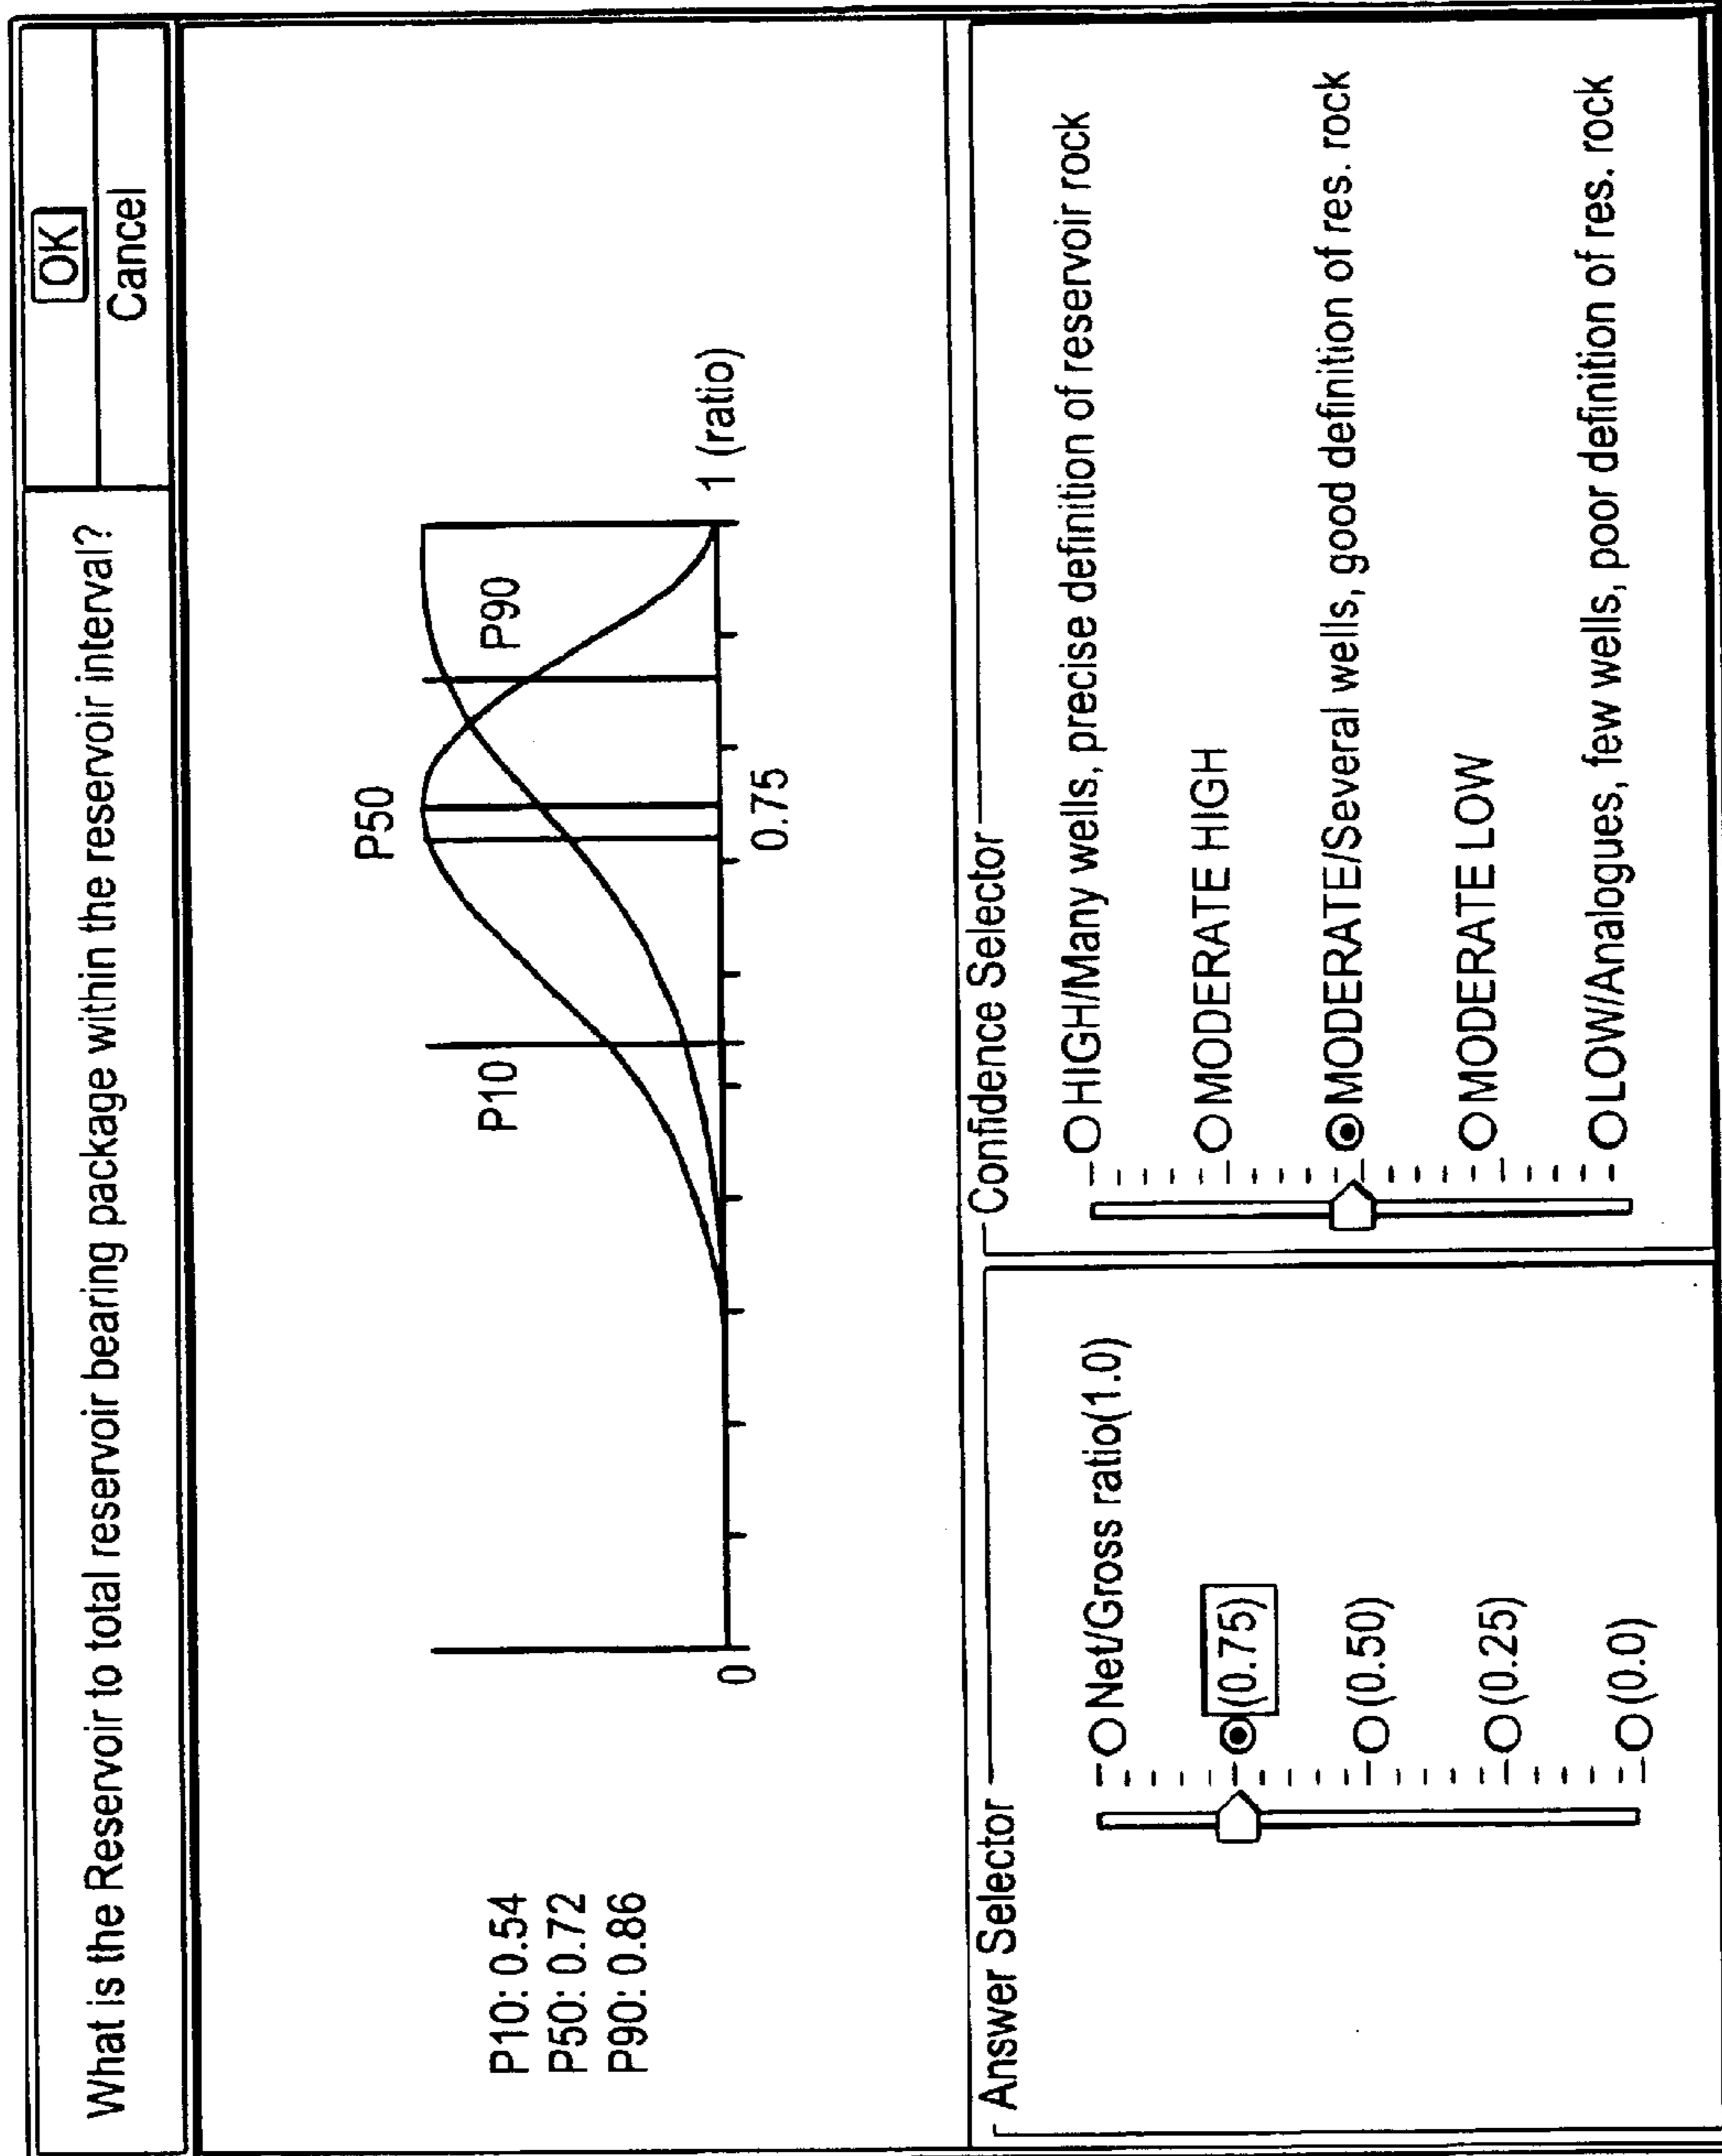 What is the Reservoir to total reservoir bearing package within the reservoir interval?
OK
Cancel
P10: 0.54
P50: 0.72
P90: 0.86
P50
P10
P90
0
0.75
1 (ratio)
Answer Selector
Net/Gross ratio(1.0)
(0.75)
(0.50)
(0.25)
(0.0)
Confidence Selector
HIGH/Many wells, precise definition of reservoir rock
MODERATE HIGH
MODERATE/Several wells, good definition of res. rock
MODERATE LOW
LOW/Analogues, few wells, poor definition of res. rock